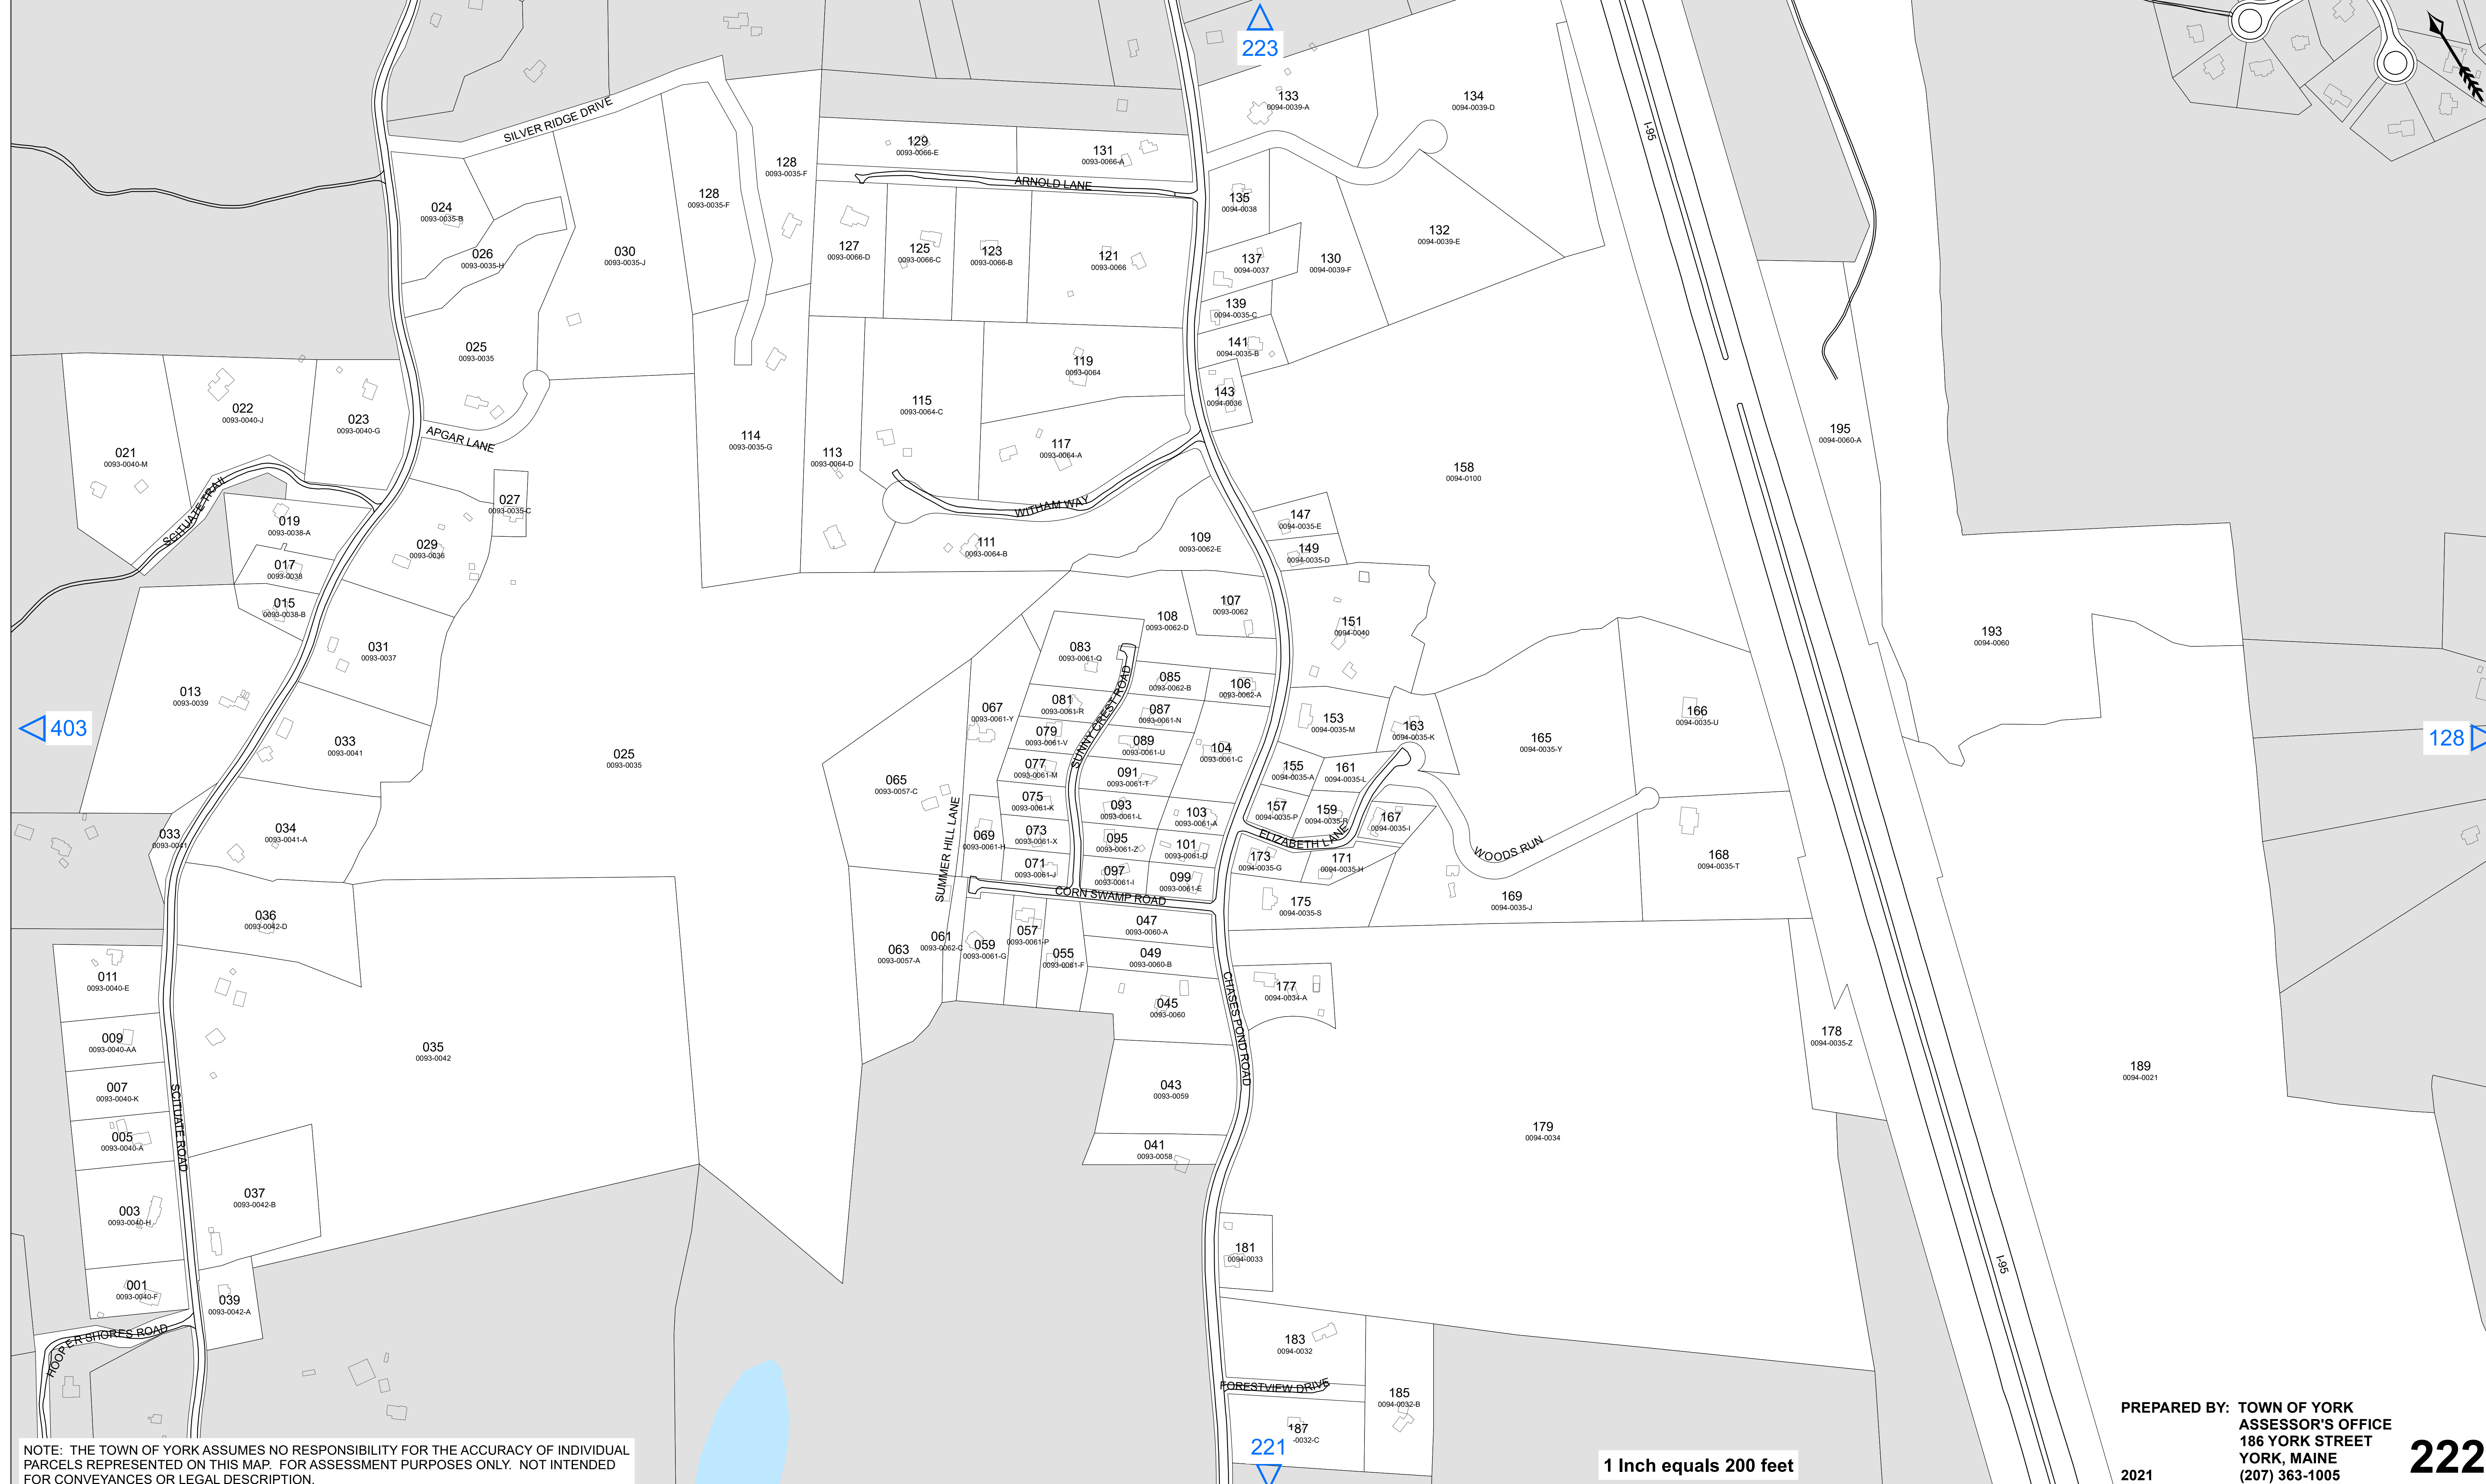 223
SILVER RIDGE DRIVE
133
0094-0039-A
134
0094-0039-D
I-95
129
0093-0066-E
131
0093-0066-A
128
0093-0035-F
ARNOLD LANE
128
0093-0035-F
024
0093-0035-B
135
0094-0038
132
0094-0039-E
026
0093-0035-H
030
0093-0035-J
127
0093-0066-D
125
0093-0066-C
123
0093-0066-B
121
0093-0066
137
0094-0037
130
0094-0039-F
139
0094-0035-C
025
0093-0035
141
0094-0035-B
119
0093-0064
143
0094-0036
022
0093-0040-J
023
0093-0040-G
115
0093-0064-C
APGAR LANE
114
0093-0035-G
195
0094-0060-A
021
0093-0040-M
113
0093-0064-D
117
0093-0064-A
158
0094-0100
SCITUATE TRAIL
027
0093-0035-C
WITHAM WAY
019
0093-0038-A
147
0094-0035-E
029
0093-0036
111
0093-0064-B
109
0093-0062-E
149
0094-0035-D
017
0093-0038
015
0093-0038-B
107
0093-0062
108
0093-0062-D
151
0094-0040
193
0094-0060
031
0093-0037
083
0093-0061-Q
013
0093-0039
085
0093-0062-B
106
0093-0062-A
081
0093-0061-R
SUNNY CREST ROAD
067
0093-0061-Y
087
0093-0061-N
153
0094-0035-M
163
0094-0035-K
166
0094-0035-U
403
033
0093-0041
025
0093-0035
079
0093-0061-V
089
0093-0061-U
104
0093-0061-C
165
0094-0035-Y
128
077
0093-0061-M
091
0093-0061-T
155
0094-0035-A
161
0094-0035-L
065
0093-0057-C
075
0093-0061-K
093
0093-0061-L
103
0093-0061-A
157
0094-0035-P
159
0094-0035-R
167
0094-0035-I
033
0093-0041
034
0093-0041-A
SUMMER HILL LANE
069
0093-0061-H
073
0093-0061-X
095
0093-0061-Z
101
0093-0061-D
ELIZABETH LANE
WOODS RUN
173
0094-0035-G
171
0094-0035-H
168
0094-0035-T
071
0093-0061-J
097
0093-0061-I
099
0093-0061-E
CORN SWAMP ROAD
175
0094-0035-S
169
0094-0035-J
036
0093-0042-D
047
0093-0060-A
063
0093-0057-A
061
0093-0062-C
059
0093-0061-G
057
0093-0061-P
055
0093-0061-F
049
0093-0060-B
011
0093-0040-E
177
0094-0034-A
045
0093-0060
CHASES POND ROAD
009
0093-0040-AA
035
0093-0042
178
0094-0035-Z
189
0094-0021
007
0093-0040-K
043
0093-0059
SCITUATE ROAD
005
0093-0040-A
179
0094-0034
041
0093-0058
037
0093-0042-B
003
0093-0040-H
181
0094-0033
I-95
001
0093-0040-F
039
0093-0042-A
HOOPER SHORES ROAD
183
0094-0032
FORESTVIEW DRIVE
185
0094-0032-B
187
-0032-C
221
NOTE: THE TOWN OF YORK ASSUMES NO RESPONSIBILITY FOR THE ACCURACY OF INDIVIDUAL
PARCELS REPRESENTED ON THIS MAP. FOR ASSESSMENT PURPOSES ONLY. NOT INTENDED
FOR CONVEYANCES OR LEGAL DESCRIPTION.
1 Inch equals 200 feet
PREPARED BY: TOWN OF YORK
ASSESSOR'S OFFICE
186 YORK STREET
YORK, MAINE
2021 (207) 363-1005
222